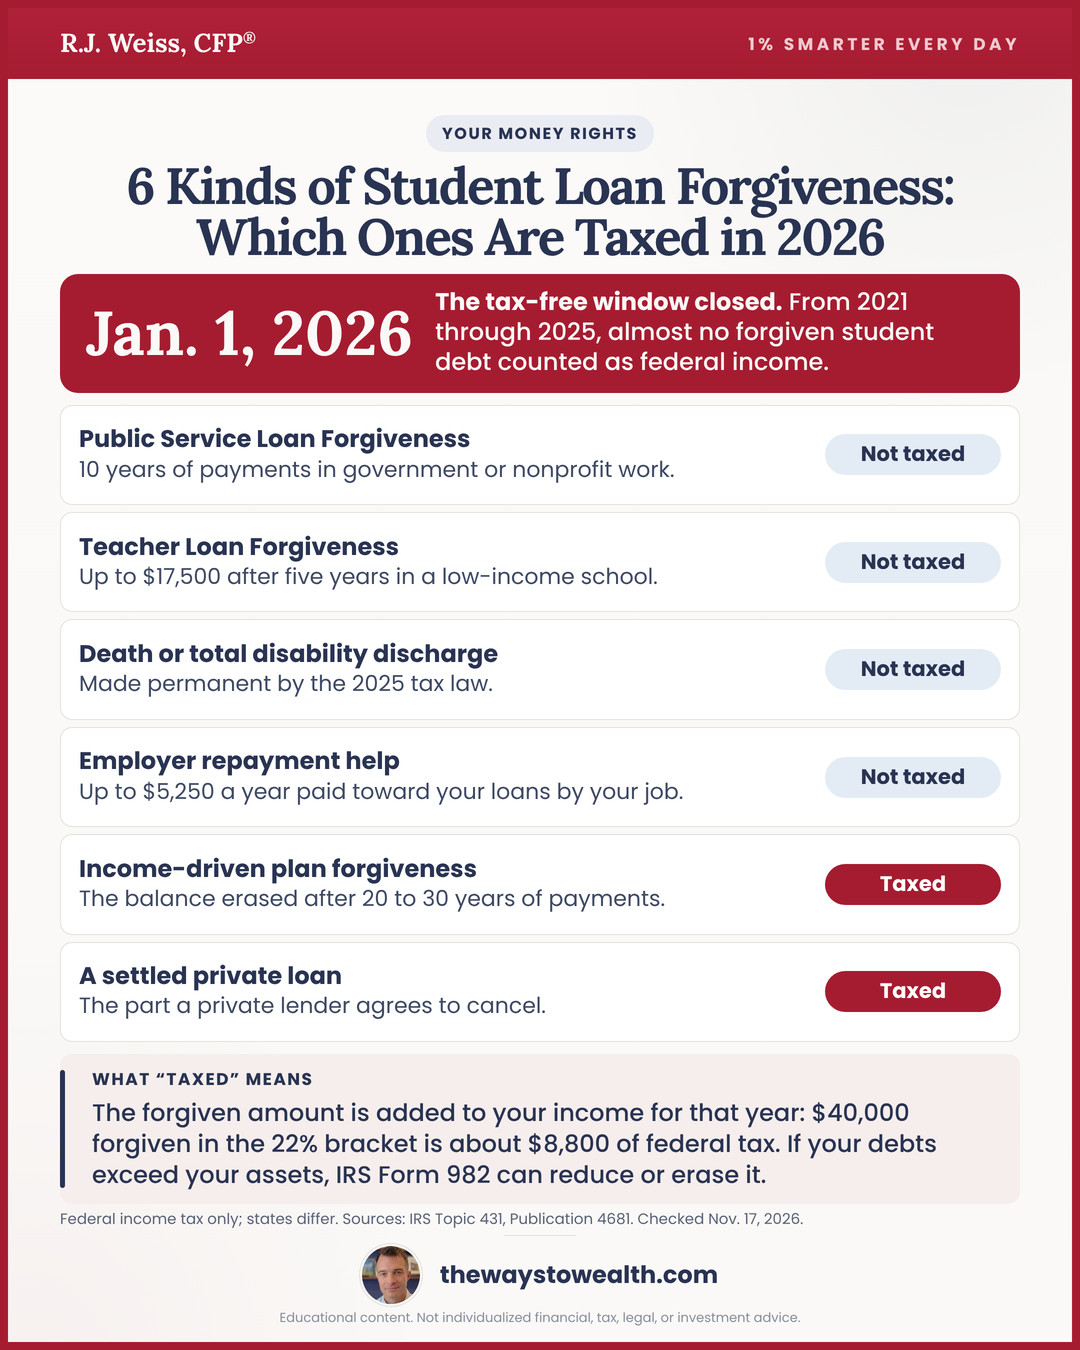 R.J. Weiss, CFP®
1% SMARTER EVERY DAY
YOUR MONEY RIGHTS
6 Kinds of Student Loan Forgiveness:
Which Ones Are Taxed in 2026
Jan. 1, 2026
The tax-free window closed. From 2021
through 2025, almost no forgiven student
debt counted as federal income.
Public Service Loan Forgiveness
10 years of payments in government or nonprofit work.
Not taxed
Teacher Loan Forgiveness
Up to $17,500 after five years in a low-income school.
Not taxed
Death or total disability discharge
Made permanent by the 2025 tax law.
Not taxed
Employer repayment help
Up to $5,250 a year paid toward your loans by your job.
Not taxed
Income-driven plan forgiveness
The balance erased after 20 to 30 years of payments.
Taxed
A settled private loan
The part a private lender agrees to cancel.
Taxed
WHAT “TAXED” MEANS
The forgiven amount is added to your income for that year: $40,000
forgiven in the 22% bracket is about $8,800 of federal tax. If your debts
exceed your assets, IRS Form 982 can reduce or erase it.
Federal income tax only; states differ. Sources: IRS Topic 431, Publication 4681. Checked Nov. 17, 2026.
thewaystowealth.com
Educational content. Not individualized financial, tax, legal, or investment advice.